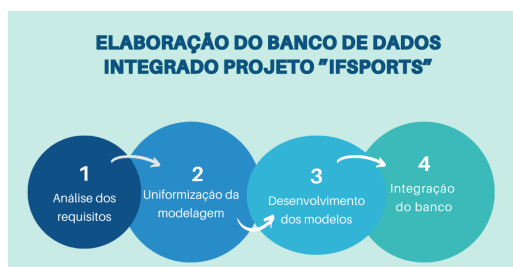 ELABORAÇÃO DO BANCO DE DADOS
INTEGRADO PROJETO "IFSPORTS"
1
Análise dos
requisitos
2
Uniformização da
modelagem
3
Desenvolvimento
dos modelos
4
Integração
do banco